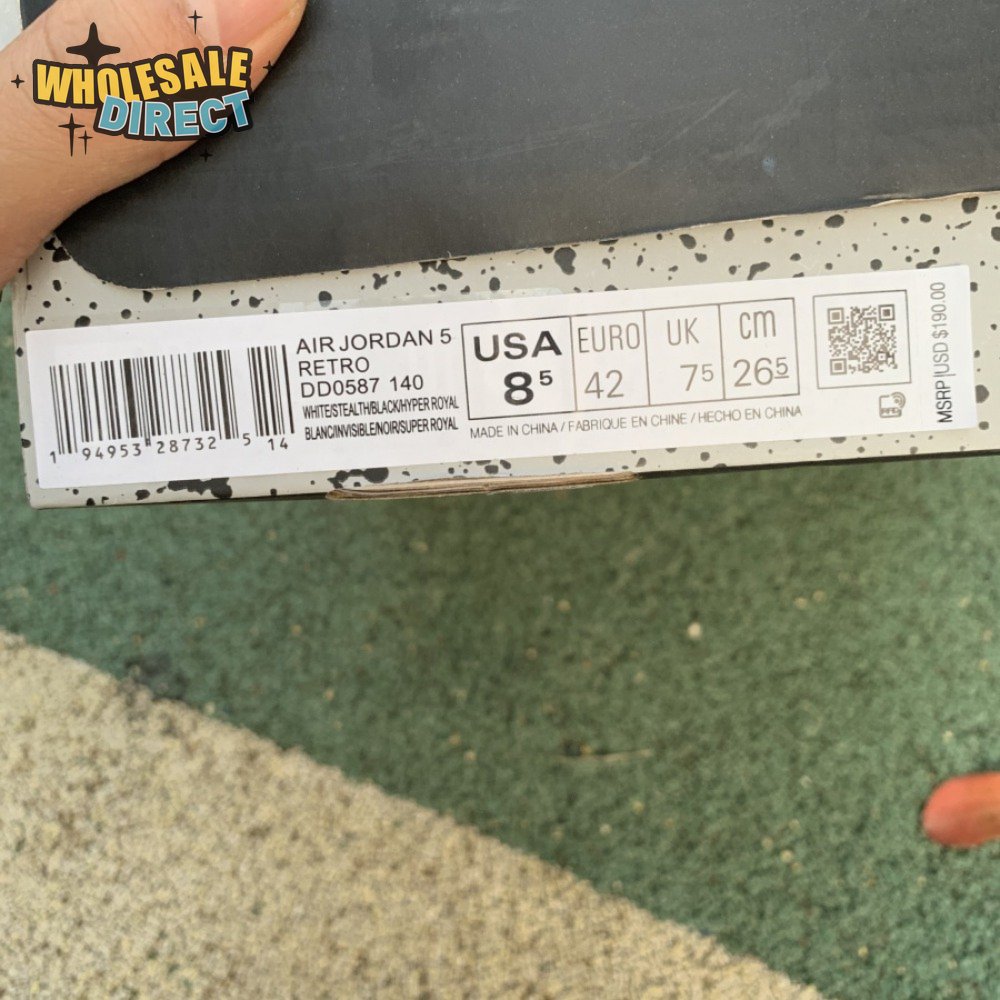 WHOLESALE
DIRECT
AIR JORDAN 5
RETRO
DD0587 140
WHITE/STEALTH/BLACK/HYPER ROYAL
BLANC/INVISIBLE/NOIR/SUPER ROYAL
1 94953 28732 5 14
USA
8 5
EURO
42
UK
7 5
cm
26 5
MADE IN CHINA / FABRIQUE EN CHINE / HECHO EN CHINA
MSRP|USD $190.00